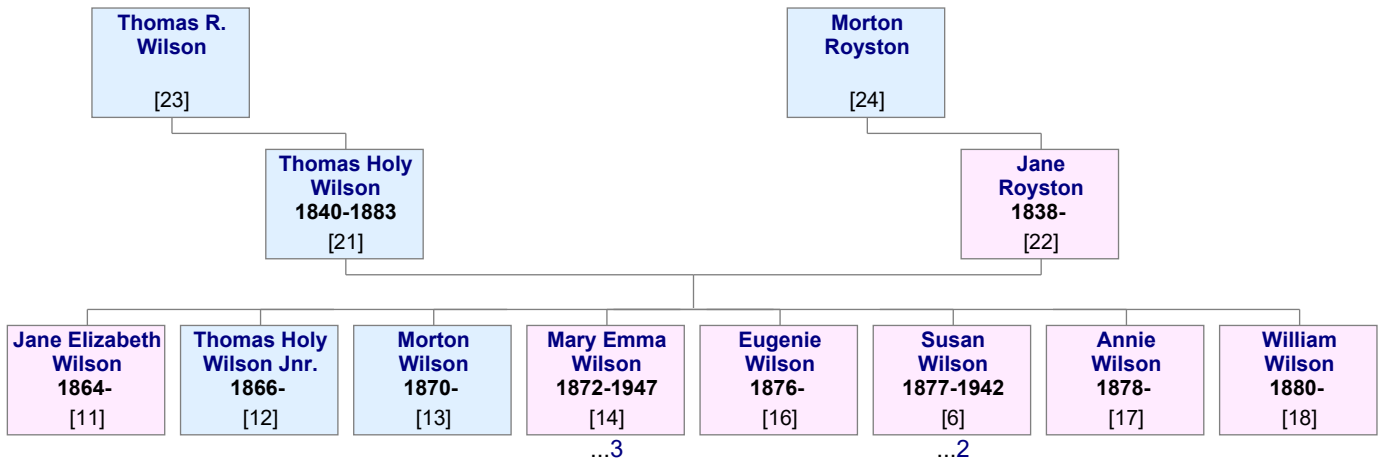 Thomas R.
Wilson
[23]
Morton
Royston
[24]
Thomas Holy
Wilson
1840-1883
[21]
Jane
Royston
1838-
[22]
Jane Elizabeth
Wilson
1864-
[11]
Thomas Holy
Wilson Jnr.
1866-
[12]
Morton
Wilson
1870-
[13]
Mary Emma
Wilson
1872-1947
[14]
...3
Eugenie
Wilson
1876-
[16]
Susan
Wilson
1877-1942
[6]
...2
Annie
Wilson
1878-
[17]
William
Wilson
1880-
[18]